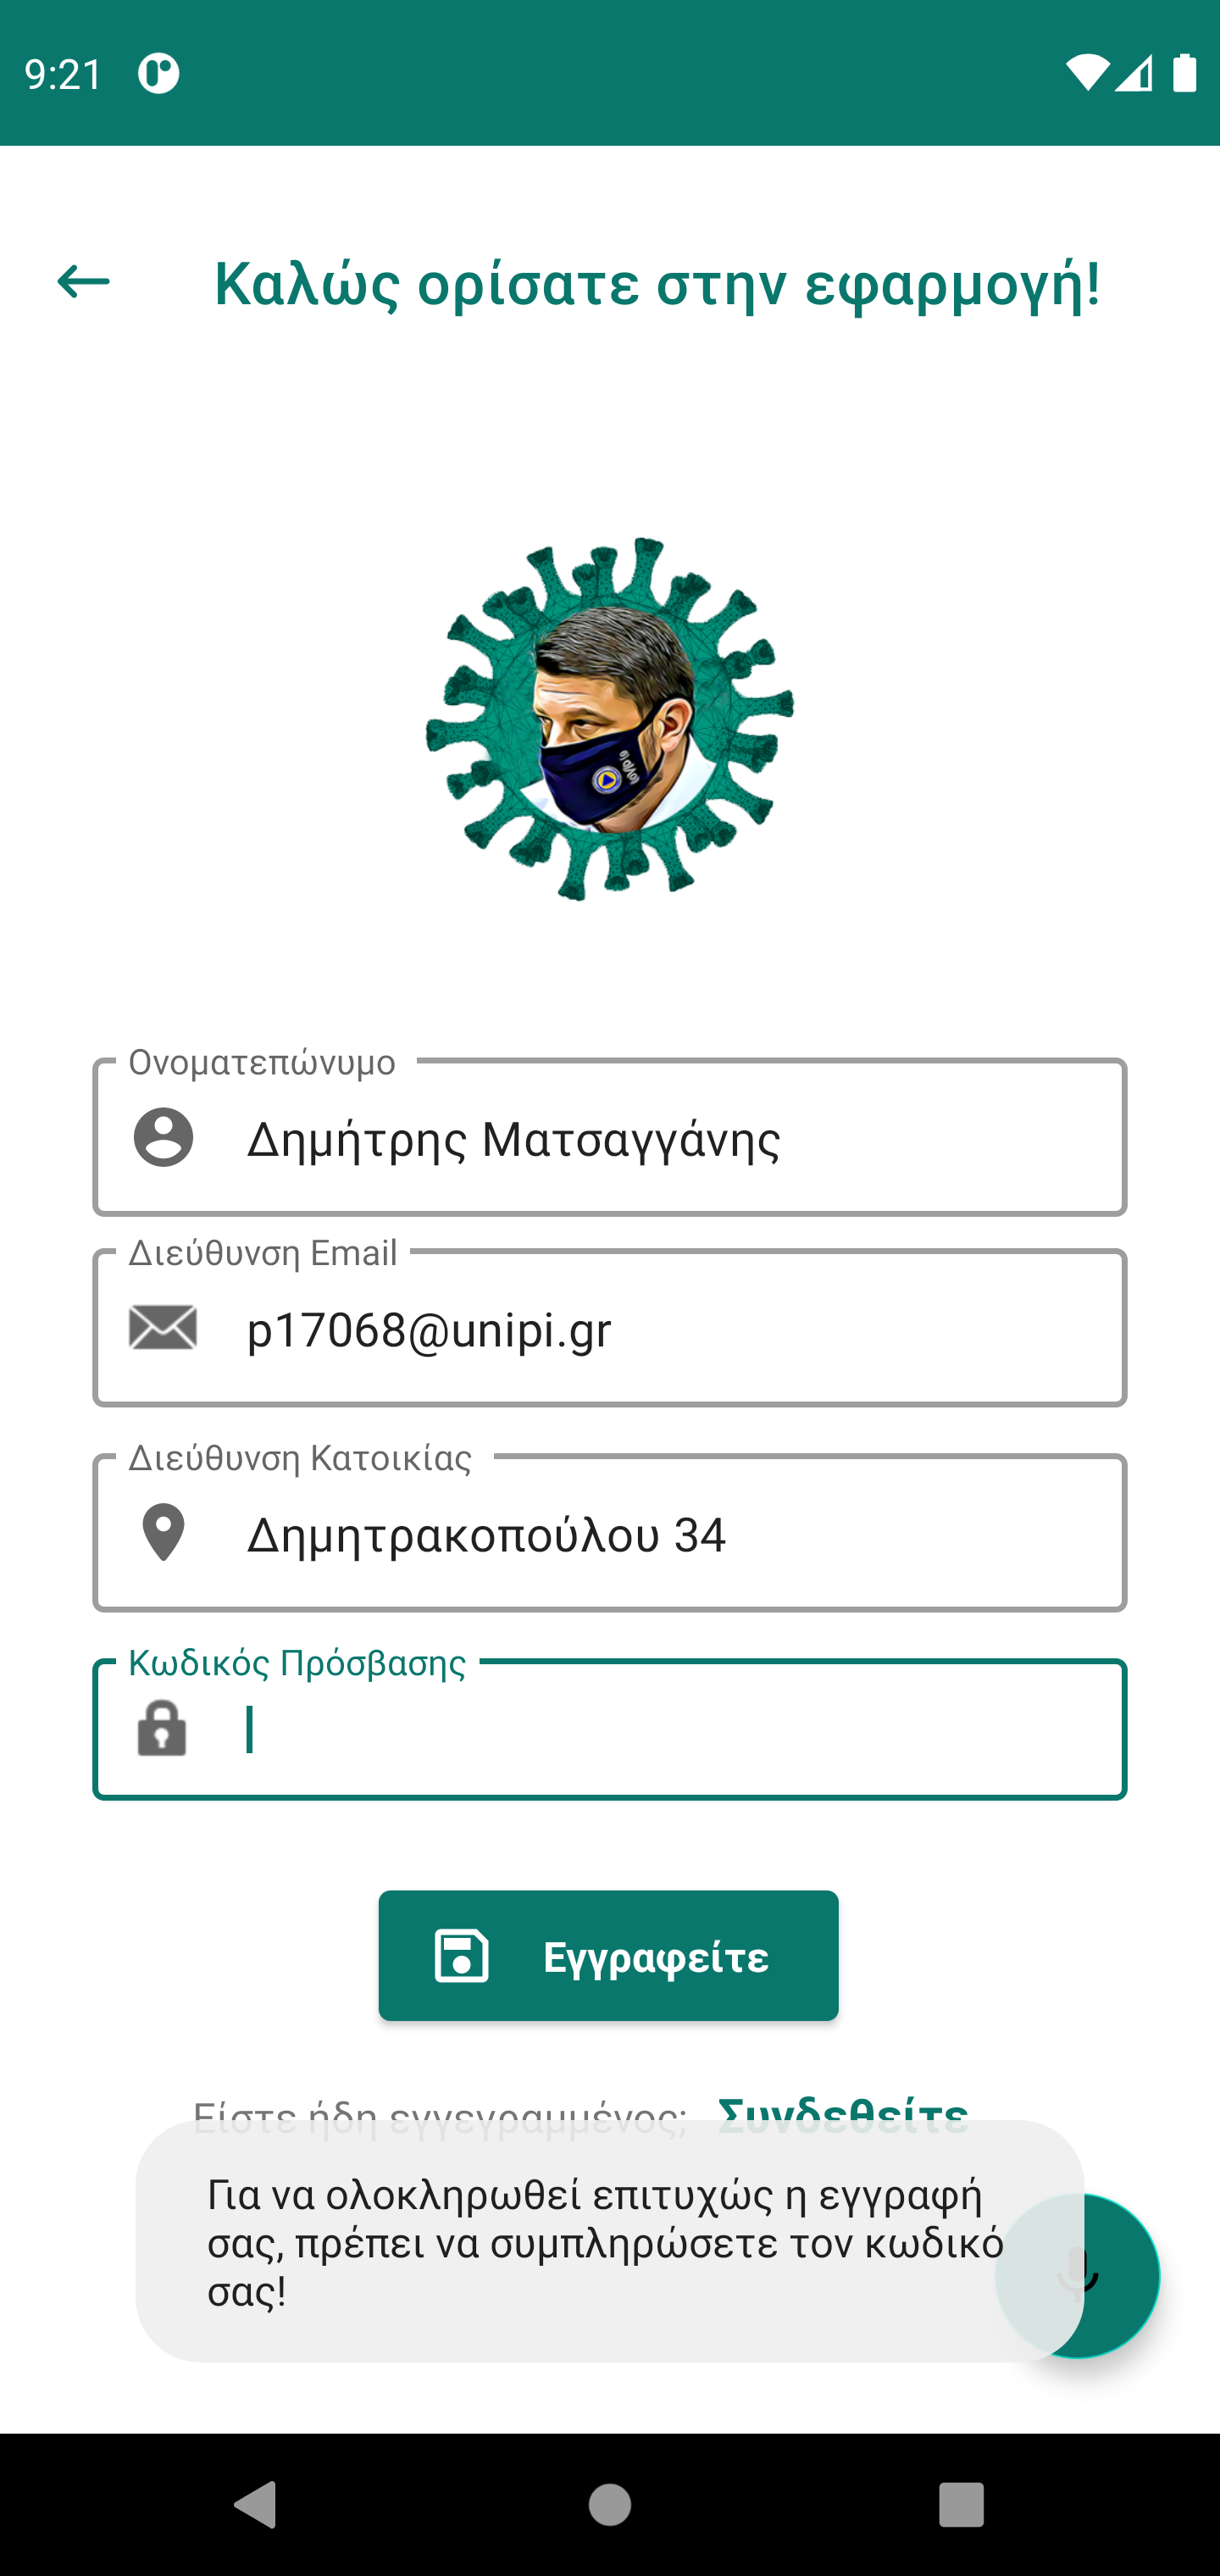 9:21
Καλώς ορίσατε στην εφαρμογή!
Ονοματεπώνυμο
Δημήτρης Ματσαγγάνης
Διεύθυνση Email
p17068@unipi.gr
Διεύθυνση Κατοικίας
Δημητρακοπούλου 34
Κωδικός Πρόσβασης
Εγγραφείτε
Είστε ήδη εγγεγραμμένος; Συνδεθείτε
Για να ολοκληρωθεί επιτυχώς η εγγραφή
σας, πρέπει να συμπληρώσετε τον κωδικό
σας!